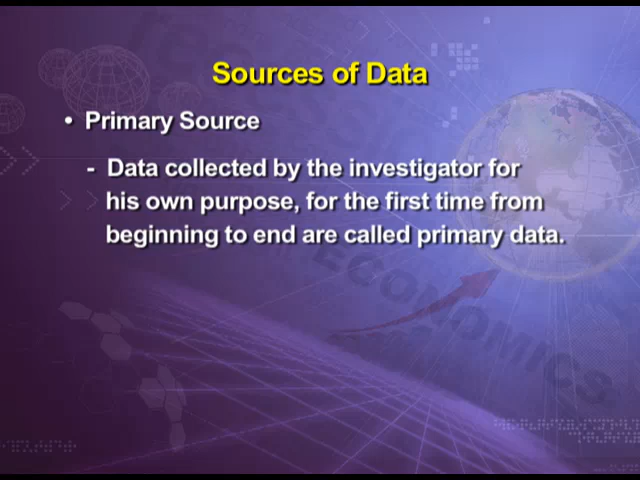 Sources of Data
• Primary Source
- Data collected by the investigator for
his own purpose, for the first time from
beginning to end are called primary data.
ECONOMICS